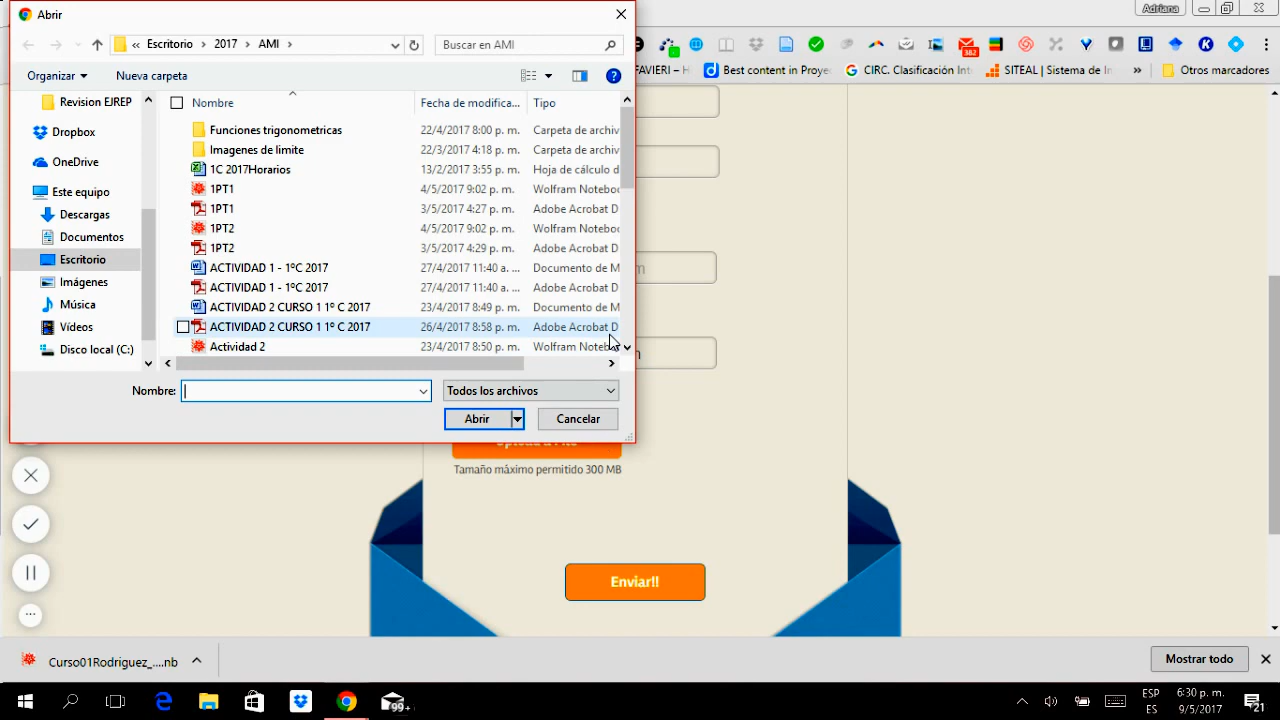 Abrir
Adriana
« Escritorio > 2017 > AMI >
Buscar en AMI
Organizar
Nueva carpeta
FAVIERI – H
Best content in Proye
CIRC. Clasificación Int
SITEAL | Sistema de In
»
Otros marcadores
382
Revision EJREP
Dropbox
OneDrive
Este equipo
Descargas
Documentos
Escritorio
Imágenes
Música
Vídeos
Disco local (C:)
Nombre Fecha de modifica... Tipo
Funciones trigonometricas 22/4/2017 8:00 p. m. Carpeta de archiv
Imagenes de limite 22/3/2017 4:18 p. m. Carpeta de archiv
1C 2017Horarios 13/2/2017 3:55 p. m. Hoja de cálculo d
1PT1 4/5/2017 9:02 p. m. Wolfram Notebo
1PT1 3/5/2017 4:27 p. m. Adobe Acrobat D
1PT2 4/5/2017 9:02 p. m. Wolfram Notebo
1PT2 3/5/2017 4:29 p. m. Adobe Acrobat D
ACTIVIDAD 1 - 1ºC 2017 27/4/2017 11:40 a. ... Documento de M
ACTIVIDAD 1 - 1ºC 2017 27/4/2017 11:40 a. ... Adobe Acrobat D
ACTIVIDAD 2 CURSO 1 1º C 2017 23/4/2017 8:49 p. m. Documento de M
ACTIVIDAD 2 CURSO 1 1º C 2017 26/4/2017 8:58 p. m. Adobe Acrobat D
Actividad 2 23/4/2017 8:50 p. m. Wolfram Notebo
Nombre:
Todos los archivos
Abrir
Cancelar
Upload a File
Tamaño máximo permitido 300 MB
Enviar!!
Curso01Rodriguez_....nb
Mostrar todo
99+
ESP
ES
6:30 p. m.
9/5/2017
21